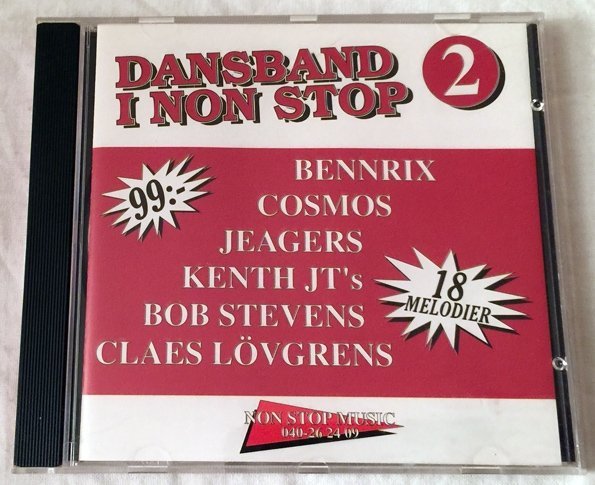 DANSBAND
I NON STOP
2
99:-
BENNRIX
COSMOS
JEAGERS
KENTH JT's
BOB STEVENS
CLAES LÖVGRENS
18
MELODIER
NON STOP MUSIC
040-26 24 09